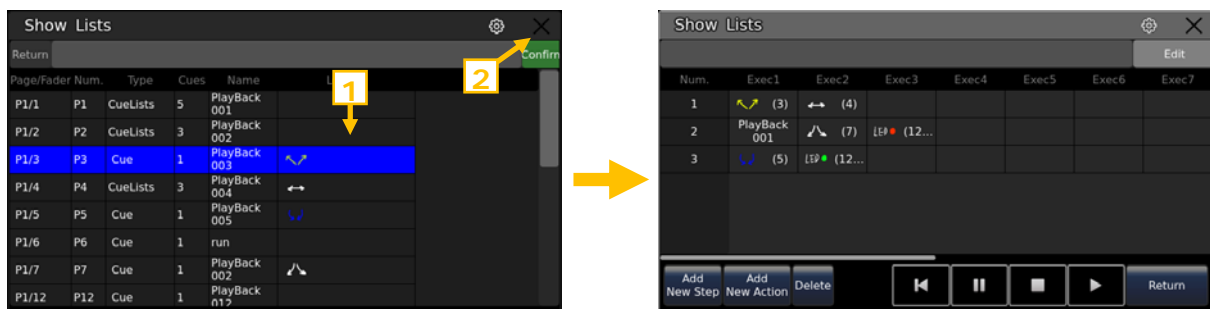 Show Lists
Return Confirm
Page/Fader Num. Type Cues Name
P1/1 P1 CueLists 5 PlayBack 001
P1/2 P2 CueLists 3 PlayBack 002
P1/3 P3 Cue 1 PlayBack 003
P1/4 P4 CueLists 3 PlayBack 004
P1/5 P5 Cue 1 PlayBack 005
P1/6 P6 Cue 1 run
P1/7 P7 Cue 1 PlayBack 002
P1/12 P12 Cue 1 PlayBack 012
1
2
Show Lists
Edit
Num. Exec1 Exec2 Exec3 Exec4 Exec5 Exec6 Exec7
1 (3) (4)
2 PlayBack 001 (7) LED (12...
3 (5) LED (12...
Add New Step
Add New Action
Delete
Return